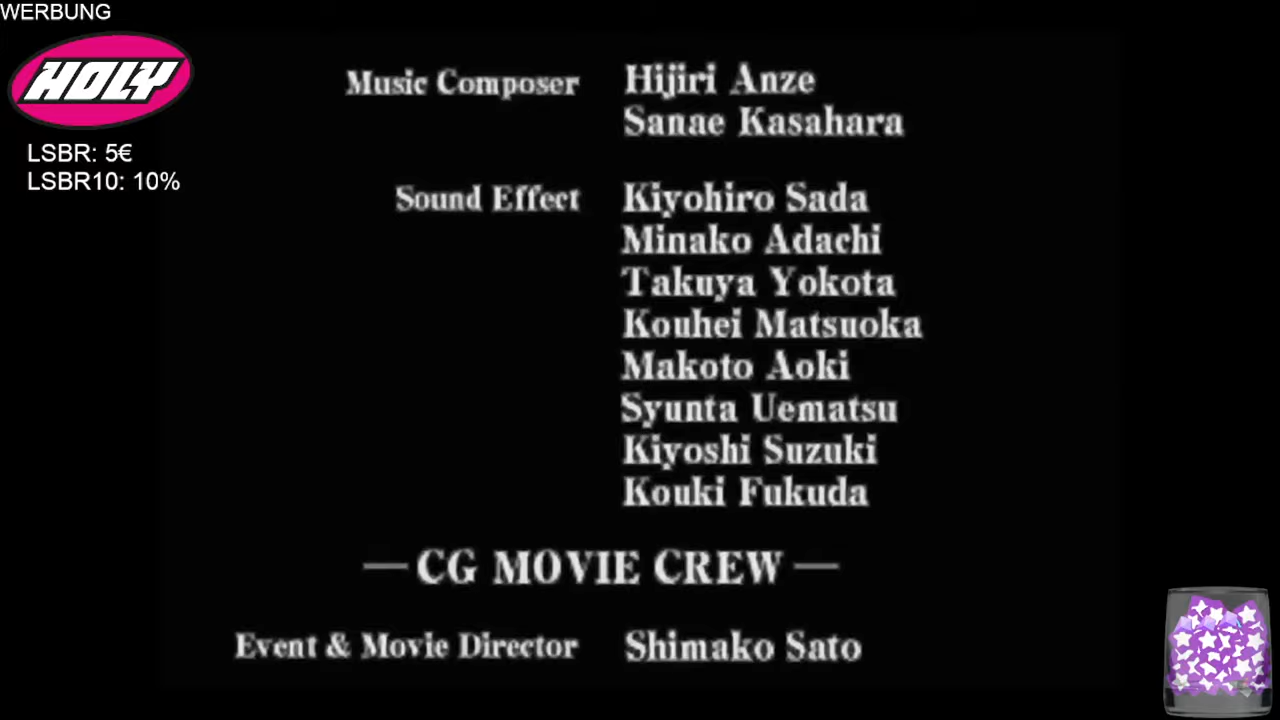 WERBUNG
HOLY
LSBR: 5€
LSBR10: 10%
Music Composer Hijiri Anze
Sanae Kasahara
Sound Effect Kiyohiro Sada
Minako Adachi
Takuya Yokota
Kouhei Matsuoka
Makoto Aoki
Syunta Uematsu
Kiyoshi Suzuki
Kouki Fukuda
— CG MOVIE CREW —
Event & Movie Director Shimako Sato